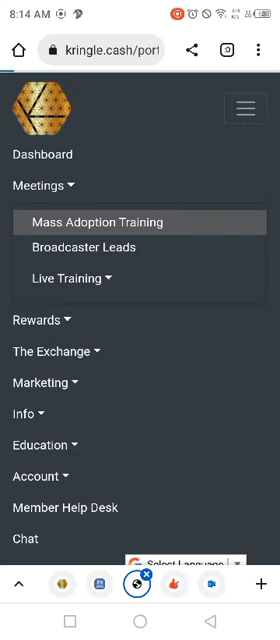 8:14 AM
kringle.cash/port
Dashboard
Meetings
Mass Adoption Training
Broadcaster Leads
Live Training
Rewards
The Exchange
Marketing
Info
Education
Account
Member Help Desk
Chat
Select Language